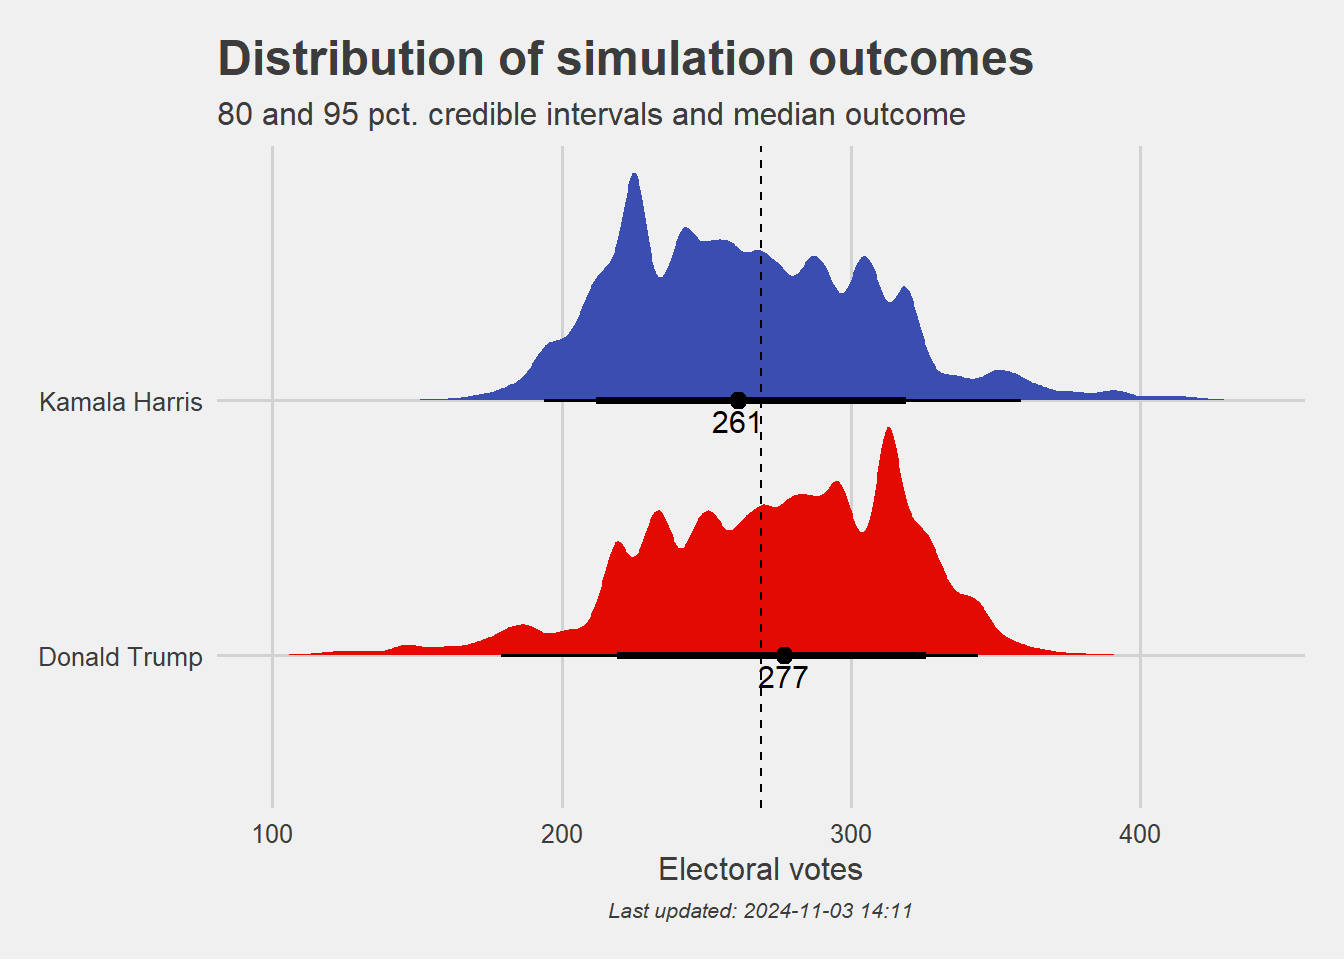 Distribution of simulation outcomes
80 and 95 pct. credible intervals and median outcome
Kamala Harris
261
Donald Trump
277
100 200 300 400
Electoral votes
Last updated: 2024-11-03 14:11